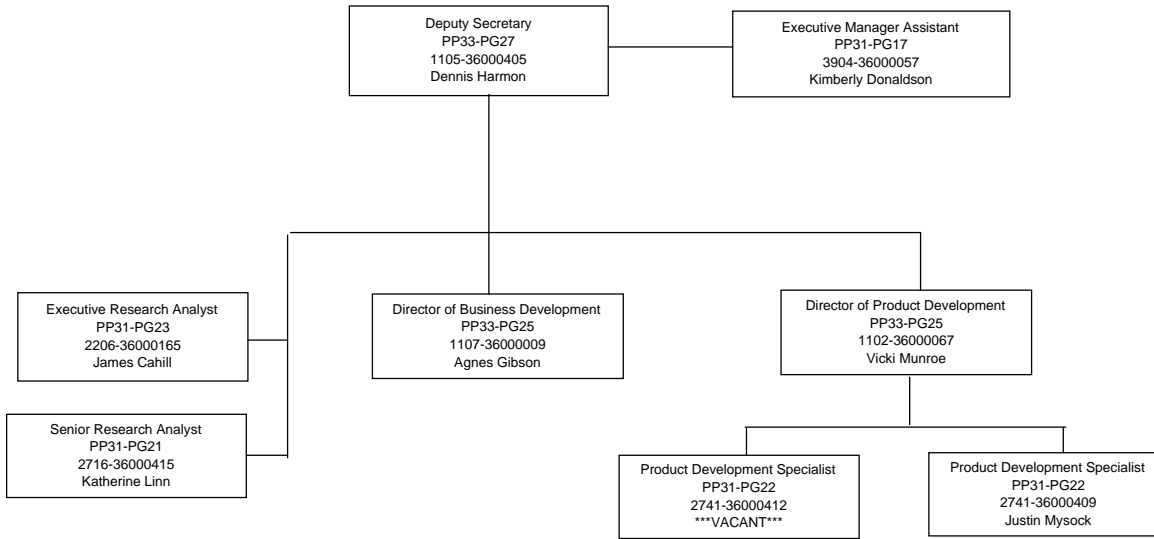 Deputy Secretary
PP33-PG27
1105-36000405
Dennis Harmon
Executive Manager Assistant
PP31-PG17
3904-36000057
Kimberly Donaldson
Executive Research Analyst
PP31-PG23
2206-36000165
James Cahill
Director of Business Development
PP33-PG25
1107-36000009
Agnes Gibson
Director of Product Development
PP33-PG25
1102-36000067
Vicki Munroe
Senior Research Analyst
PP31-PG21
2716-36000415
Katherine Linn
Product Development Specialist
PP31-PG22
2741-36000412
***VACANT***
Product Development Specialist
PP31-PG22
2741-36000409
Justin Mysock